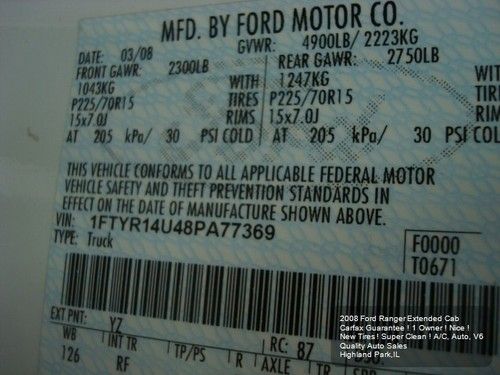 MFD. BY FORD MOTOR CO.
DATE: 03/08 GVWR: 4900LB/ 2223KG
FRONT GAWR: 2300LB REAR GAWR: 2750LB
1043KG WITH 1247KG WITH
P225/70R15 TIRES P225/70R15 TIRE
15x7.0J RIMS 15x7.0J RIMS
AT 205 kPa/ 30 PSI COLD AT 205 kPa/ 30 PSI COL
THIS VEHICLE CONFORMS TO ALL APPLICABLE FEDERAL MOTOR
VEHICLE SAFETY AND THEFT PREVENTION STANDARDS IN
EFFECT ON THE DATE OF MANUFACTURE SHOWN ABOVE.
VIN: 1FTYR14U48PA77369
TYPE: Truck
F0000
T0671
EXT PNT: YZ RC: 87
WB INT TR TP/PS R AXLE TR
126 RF
2008 Ford Ranger Extended Cab
Carfax Guarantee ! 1 Owner ! Nice !
New Tires ! Super Clean ! A/C, Auto, V6
Quality Auto Sales
Highland Park,IL